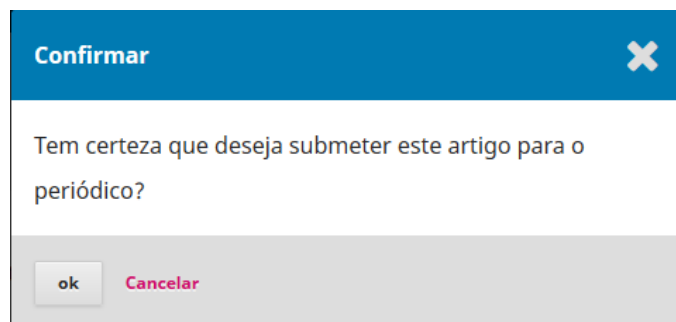 Confirmar
Tem certeza que deseja submeter este artigo para o
periódico?
ok
Cancelar